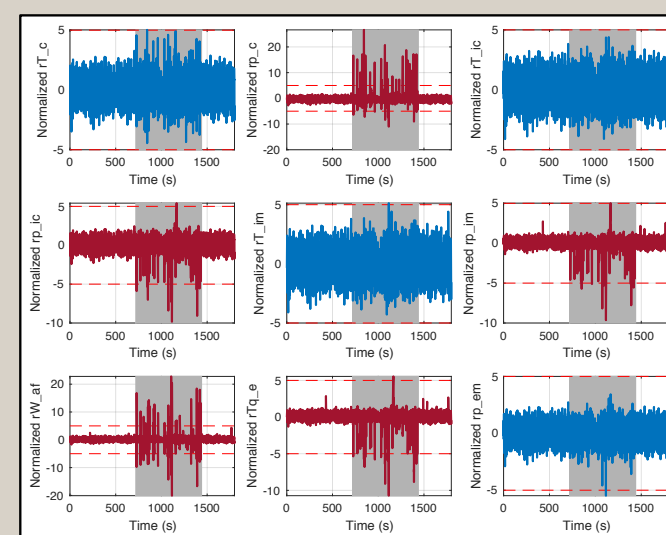 Normalized rT_c
5
0
-5
0 500 1000 1500
Time (s)
Normalized rp_c
20
10
0
-10
-20
0 500 1000 1500
Time (s)
Normalized rT_ic
5
0
-5
0 500 1000 1500
Time (s)
Normalized rp_ic
5
0
-5
-10
0 500 1000 1500
Time (s)
Normalized rT_im
5
0
-5
0 500 1000 1500
Time (s)
Normalized rp_im
5
0
-5
-10
0 500 1000 1500
Time (s)
Normalized rW_af
20
10
0
-10
-20
0 500 1000 1500
Time (s)
Normalized rTq_e
5
0
-5
-10
0 500 1000 1500
Time (s)
Normalized rp_em
5
0
-5
0 500 1000 1500
Time (s)